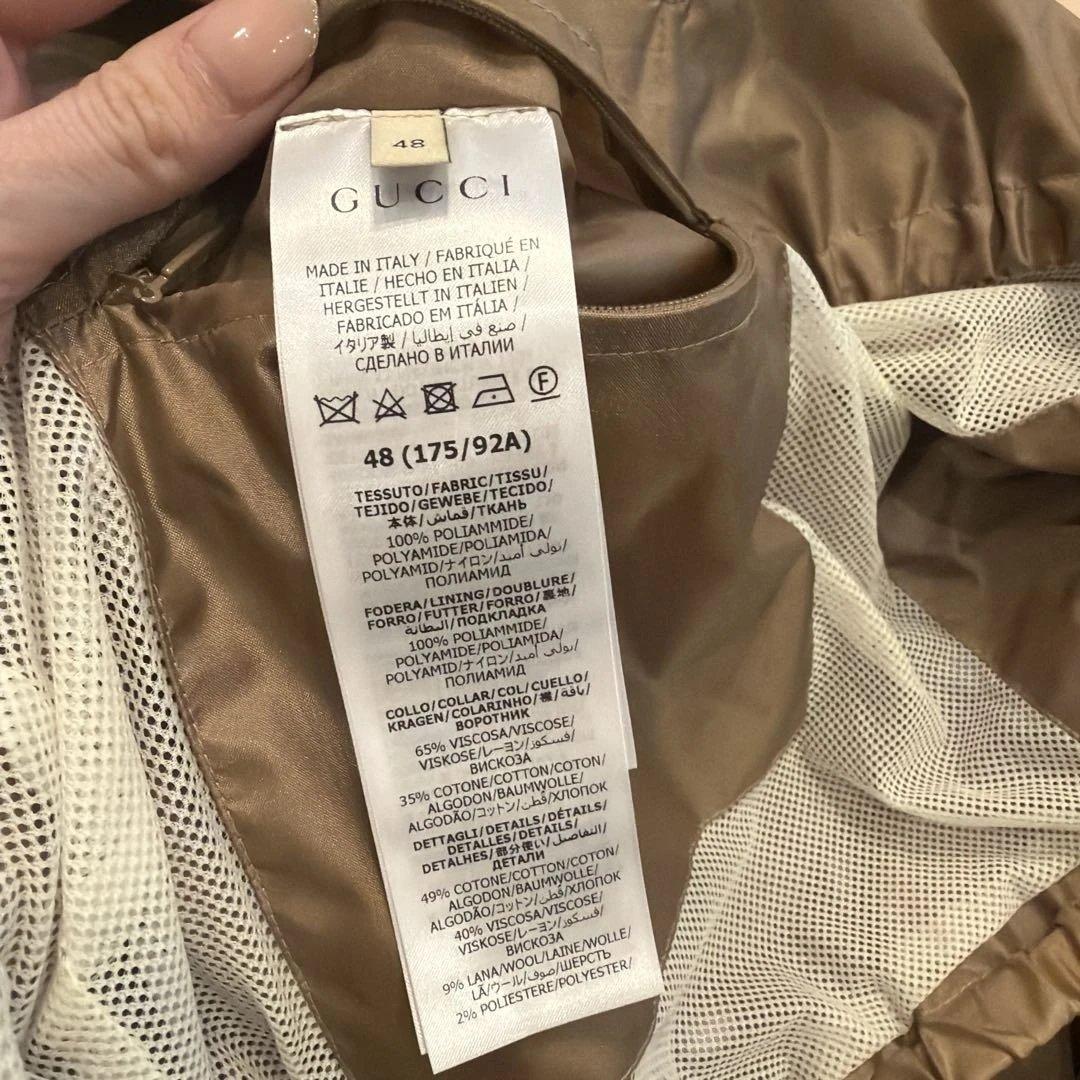 48
GUCCI
MADE IN ITALY / FABRIQUÉ EN
ITALIE / HECHO EN ITALIA /
HERGESTELLT IN ITALIEN /
FABRICADO EM ITÁLIA /
イタリア製 / صنع في إيطاليا /
СДЕЛАНО В ИТАЛИИ
F
48 (175/92A)
TESSUTO/FABRIC/TISSU/
TEJIDO/GEWEBE/TECIDO/
本体/قماش/ТКАНЬ
100% POLIAMMIDE/
POLYAMIDE/POLIAMIDA/
POLYAMID/ナイロン/بولى أميد/
ПОЛИАМИД
FODERA/LINING/DOUBLURE/
FORRO/FUTTER/FORRO/裏地/
البطانة/ПОДКЛАДКА
100% POLIAMMIDE/
POLYAMIDE/POLIAMIDA/
POLYAMID/ナイロン/بولى أميد/
ПОЛИАМИД
COLLO/COLLAR/COL/CUELLO/
KRAGEN/COLARINHO/襟/ياقة/
ВОРОТНИК
65% VISCOSA/VISCOSE/
VISKOSE/レーヨン/فسكوز/
ВИСКОЗА
35% COTONE/COTTON/COTON/
ALGODON/BAUMWOLLE/
ALGODÃO/コットン/قطن/ХЛОПОК
DETTAGLI/DETAILS/DÉTAILS/
DETALLES/DETAILS/
DETALHES/部分使い/التفاصيل/
ДЕТАЛИ
49% COTONE/COTTON/COTON/
ALGODON/BAUMWOLLE/
ALGODÃO/コットン/قطن/ХЛОПОК
40% VISCOSA/VISCOSE/
VISKOSE/レーヨン/فسكوز/
ВИСКОЗА
9% LANA/WOOL/LAINE/WOLLE/
LÃ/ウール/صوف/ШЕРСТЬ
2% POLIESTERE/POLYESTER/